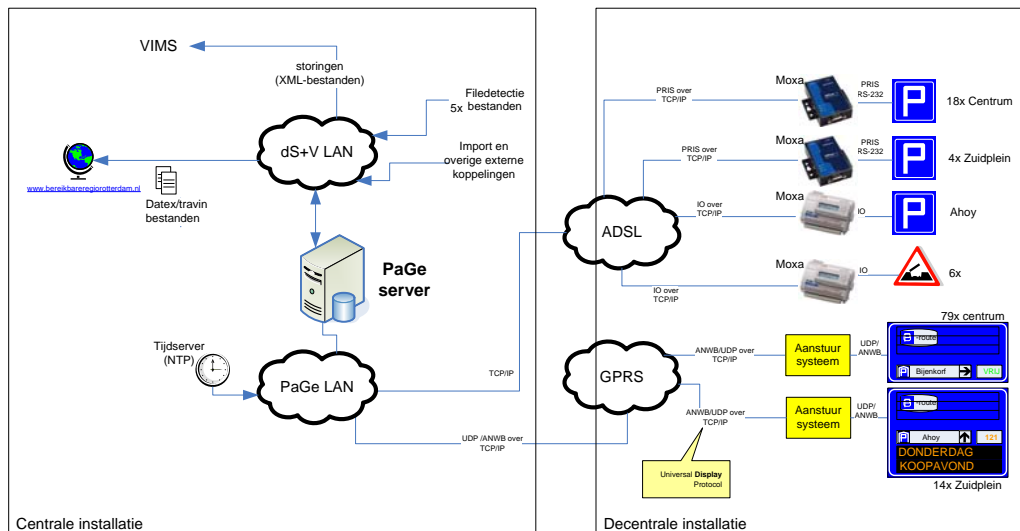 VIMS
storingen
(XML-bestanden)
Filedetectie
5x bestanden
dS+V LAN
Import en
overige externe
koppelingen
www.bereikbareregiorotterdam.nl
Datex/travin
bestanden
PaGe
server
Tijdserver
(NTP)
PaGe LAN
TCP/IP
UDP /ANWB over
TCP/IP
Centrale installatie
ADSL
PRIS over
TCP/IP
Moxa
PRIS
RS-232
P
18x Centrum
PRIS over
TCP/IP
Moxa
PRIS
RS-232
P
4x Zuidplein
IO over
TCP/IP
Moxa
IO
P
Ahoy
IO over
TCP/IP
Moxa
IO
6x
79x centrum
GPRS
ANWB/UDP over
TCP/IP
Aanstuur
systeem
UDP/
ANWB
-route
P Bijenkorf VRIJ
ANWB/UDP over
TCP/IP
Aanstuur
systeem
UDP/
ANWB
-route
P Ahoy 121
DONDERDAG
KOOPAVOND
14x Zuidplein
Universal Display
Protocol
Decentrale installatie